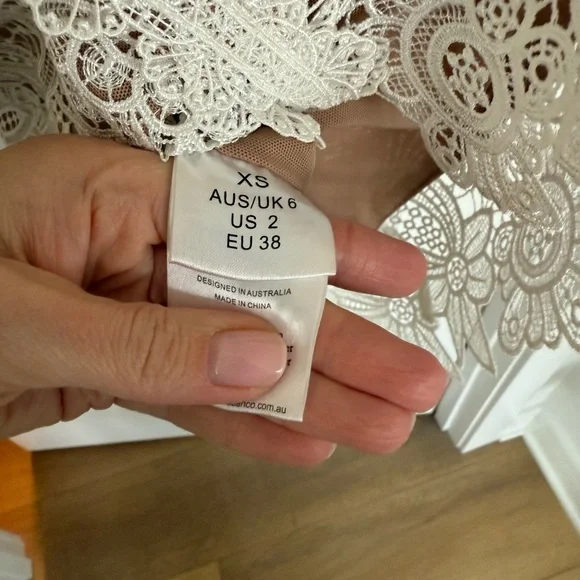 XS
AUS/UK 6
US 2
EU 38
DESIGNED IN AUSTRALIA
MADE IN CHINA